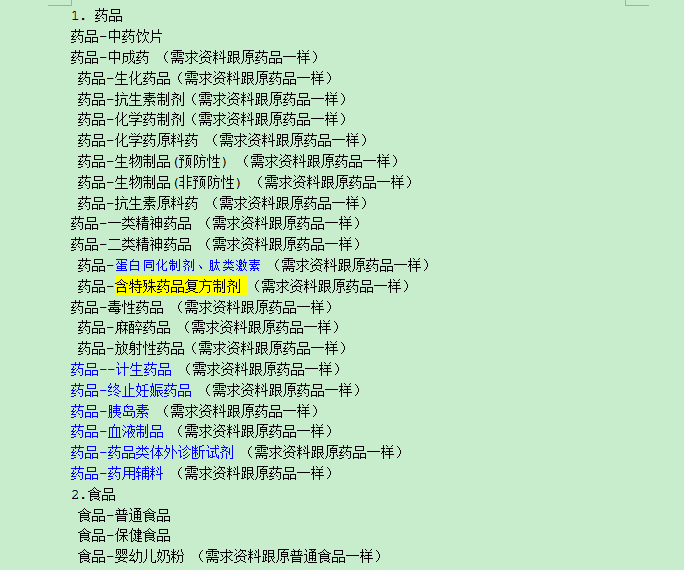 1. 药品
药品-中药饮片
药品-中成药 （需求资料跟原药品一样）
药品-生化药品（需求资料跟原药品一样）
药品-抗生素制剂（需求资料跟原药品一样）
药品-化学药制剂（需求资料跟原药品一样）
药品-化学药原料药 （需求资料跟原药品一样）
药品-生物制品(预防性) （需求资料跟原药品一样）
药品-生物制品(非预防性) （需求资料跟原药品一样）
药品-抗生素原料药 （需求资料跟原药品一样）
药品-一类精神药品 （需求资料跟原药品一样）
药品-二类精神药品 （需求资料跟原药品一样）
药品-蛋白同化制剂、肽类激素 （需求资料跟原药品一样）
药品-含特殊药品复方制剂 （需求资料跟原药品一样）
药品-毒性药品 （需求资料跟原药品一样）
药品-麻醉药品 （需求资料跟原药品一样）
药品-放射性药品（需求资料跟原药品一样）
药品--计生药品 （需求资料跟原药品一样）
药品-终止妊娠药品 （需求资料跟原药品一样）
药品-胰岛素 （需求资料跟原药品一样）
药品-血液制品 （需求资料跟原药品一样）
药品-药品类体外诊断试剂 （需求资料跟原药品一样）
药品-药用辅料 （需求资料跟原药品一样）
2.食品
食品-普通食品
食品-保健食品
食品-婴幼儿奶粉 （需求资料跟原普通食品一样）